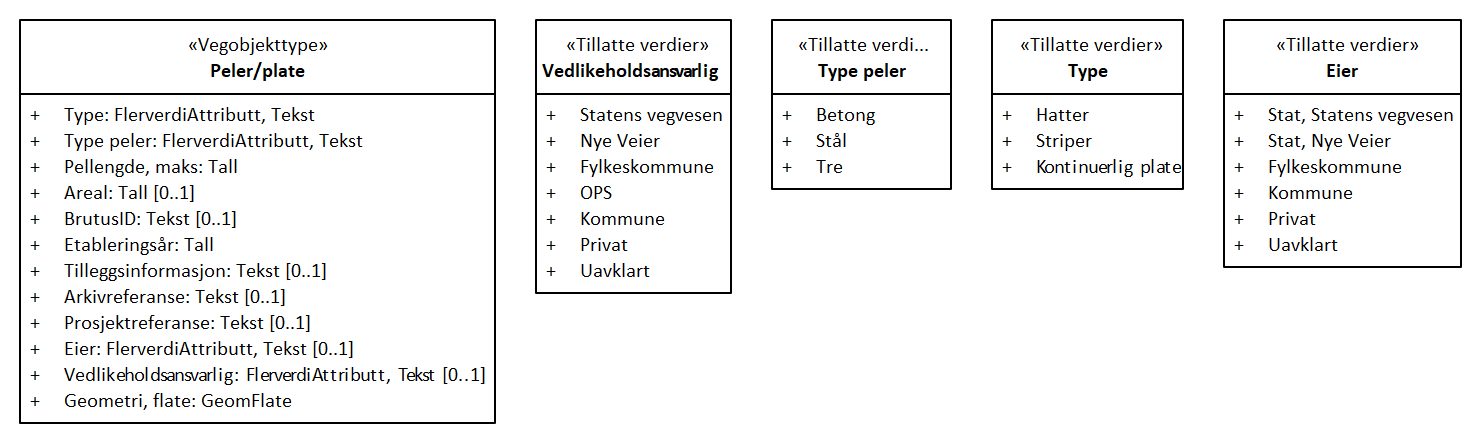 «Vegobjekttype»
Peler/plate
+ Type: FlerverdiAttributt, Tekst
+ Type peler: FlerverdiAttributt, Tekst
+ Pellengde, maks: Tall
+ Areal: Tall [0..1]
+ BrutusID: Tekst [0..1]
+ Etableringsår: Tall
+ Tilleggsinformasjon: Tekst [0..1]
+ Arkivreferanse: Tekst [0..1]
+ Prosjektreferanse: Tekst [0..1]
+ Eier: FlerverdiAttributt, Tekst [0..1]
+ Vedlikeholdsansvarlig: FlerverdiAttributt, Tekst [0..1]
+ Geometri, flate: GeomFlate
«Tillatte verdier»
Vedlikeholdsansvarlig
+ Statens vegvesen
+ Nye Veier
+ Fylkeskommune
+ OPS
+ Kommune
+ Privat
+ Uavklart
«Tillatte verdi...
Type peler
+ Betong
+ Stål
+ Tre
«Tillatte verdier»
Type
+ Hatter
+ Striper
+ Kontinuerlig plate
«Tillatte verdier»
Eier
+ Stat, Statens vegvesen
+ Stat, Nye Veier
+ Fylkeskommune
+ Kommune
+ Privat
+ Uavklart